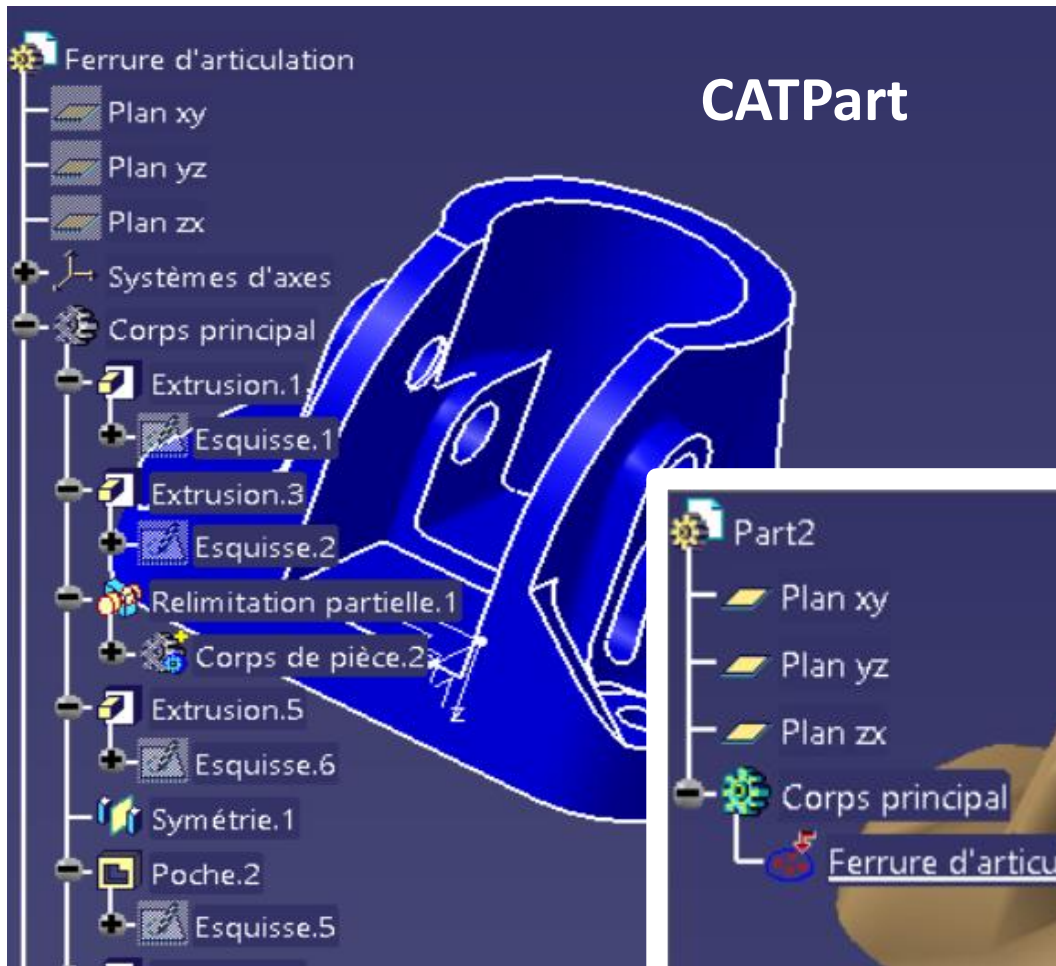 Ferrure d'articulation
CATPart
Plan xy
Plan yz
Plan zx
Systèmes d'axes
Corps principal
Extrusion.1
Esquisse.1
Extrusion.3
Esquisse.2
Relimitation partielle.1
Corps de pièce.2
z
Extrusion.5
Esquisse.6
Symétrie.1
Poche.2
Esquisse.5
Part2
Plan xy
Plan yz
Plan zx
Corps principal
Ferrure d'articu